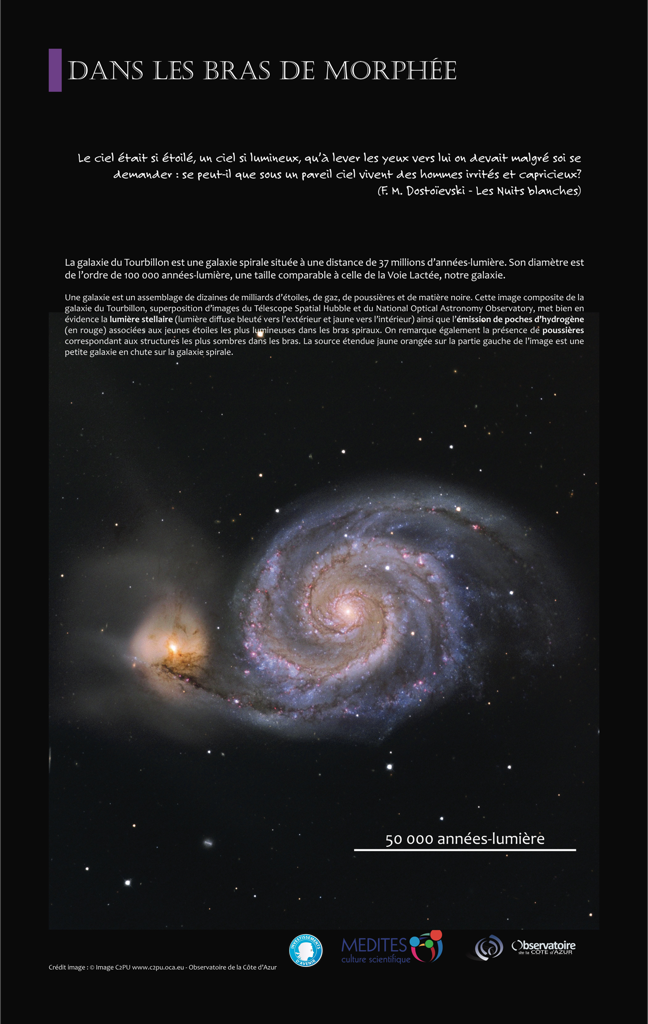 DANS LES BRAS DE MORPHÉE
Le ciel était si étoilé, un ciel si lumineux, qu'à lever les yeux vers lui on devait malgré soi se
demander : se peut-il que sous un pareil ciel vivent des hommes irrités et capricieux?
(F. M. Dostoïevski - Les Nuits blanches)
La galaxie du Tourbillon est une galaxie spirale située à une distance de 37 millions d'années-lumière. Son diamètre est
de l'ordre de 100 000 années-lumière, une taille comparable à celle de la Voie Lactée, notre galaxie.
Une galaxie est un assemblage de dizaines de milliards d'étoiles, de gaz, de poussières et de matière noire. Cette image composite de la
galaxie du Tourbillon, superposition d'images du Télescope Spatial Hubble et du National Optical Astronomy Observatory, met bien en
évidence la lumière stellaire (lumière diffuse bleuté vers l'extérieur et jaune vers l'intérieur) ainsi que l'émission de poches d'hydrogène
(en rouge) associées aux jeunes étoiles les plus lumineuses dans les bras spiraux. On remarque également la présence de poussières
correspondant aux structures les plus sombres dans les bras. La source étendue jaune orangée sur la partie gauche de l'image est une
petite galaxie en chute sur la galaxie spirale.
50 000 années-lumière
INVESTISSEMENTS
D'AVENIR
MEDITES
culture scientifique
Observatoire
de la CÔTE d'AZUR
Crédit image : © Image C2PU www.c2pu.oca.eu - Observatoire de la Côte d'Azur